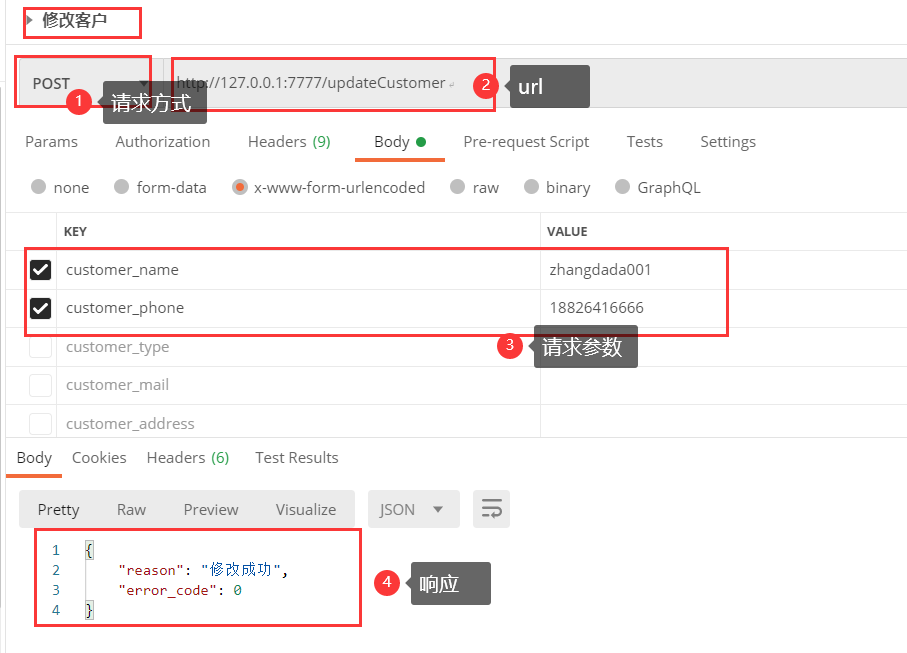 修改客户
POST http://127.0.0.1:7777/updateCustomer 2 url
1 请求方式
Params Authorization Headers (9) Body Pre-request Script Tests Settings
none form-data x-www-form-urlencoded raw binary GraphQL
KEY VALUE
customer_name zhangdada001
customer_phone 18826416666
customer_type 3 请求参数
customer_mail
customer_address
Body Cookies Headers (6) Test Results
Pretty Raw Preview Visualize JSON
1 {
2 "reason": "修改成功",
3 "error_code": 0
4 }
4 响应